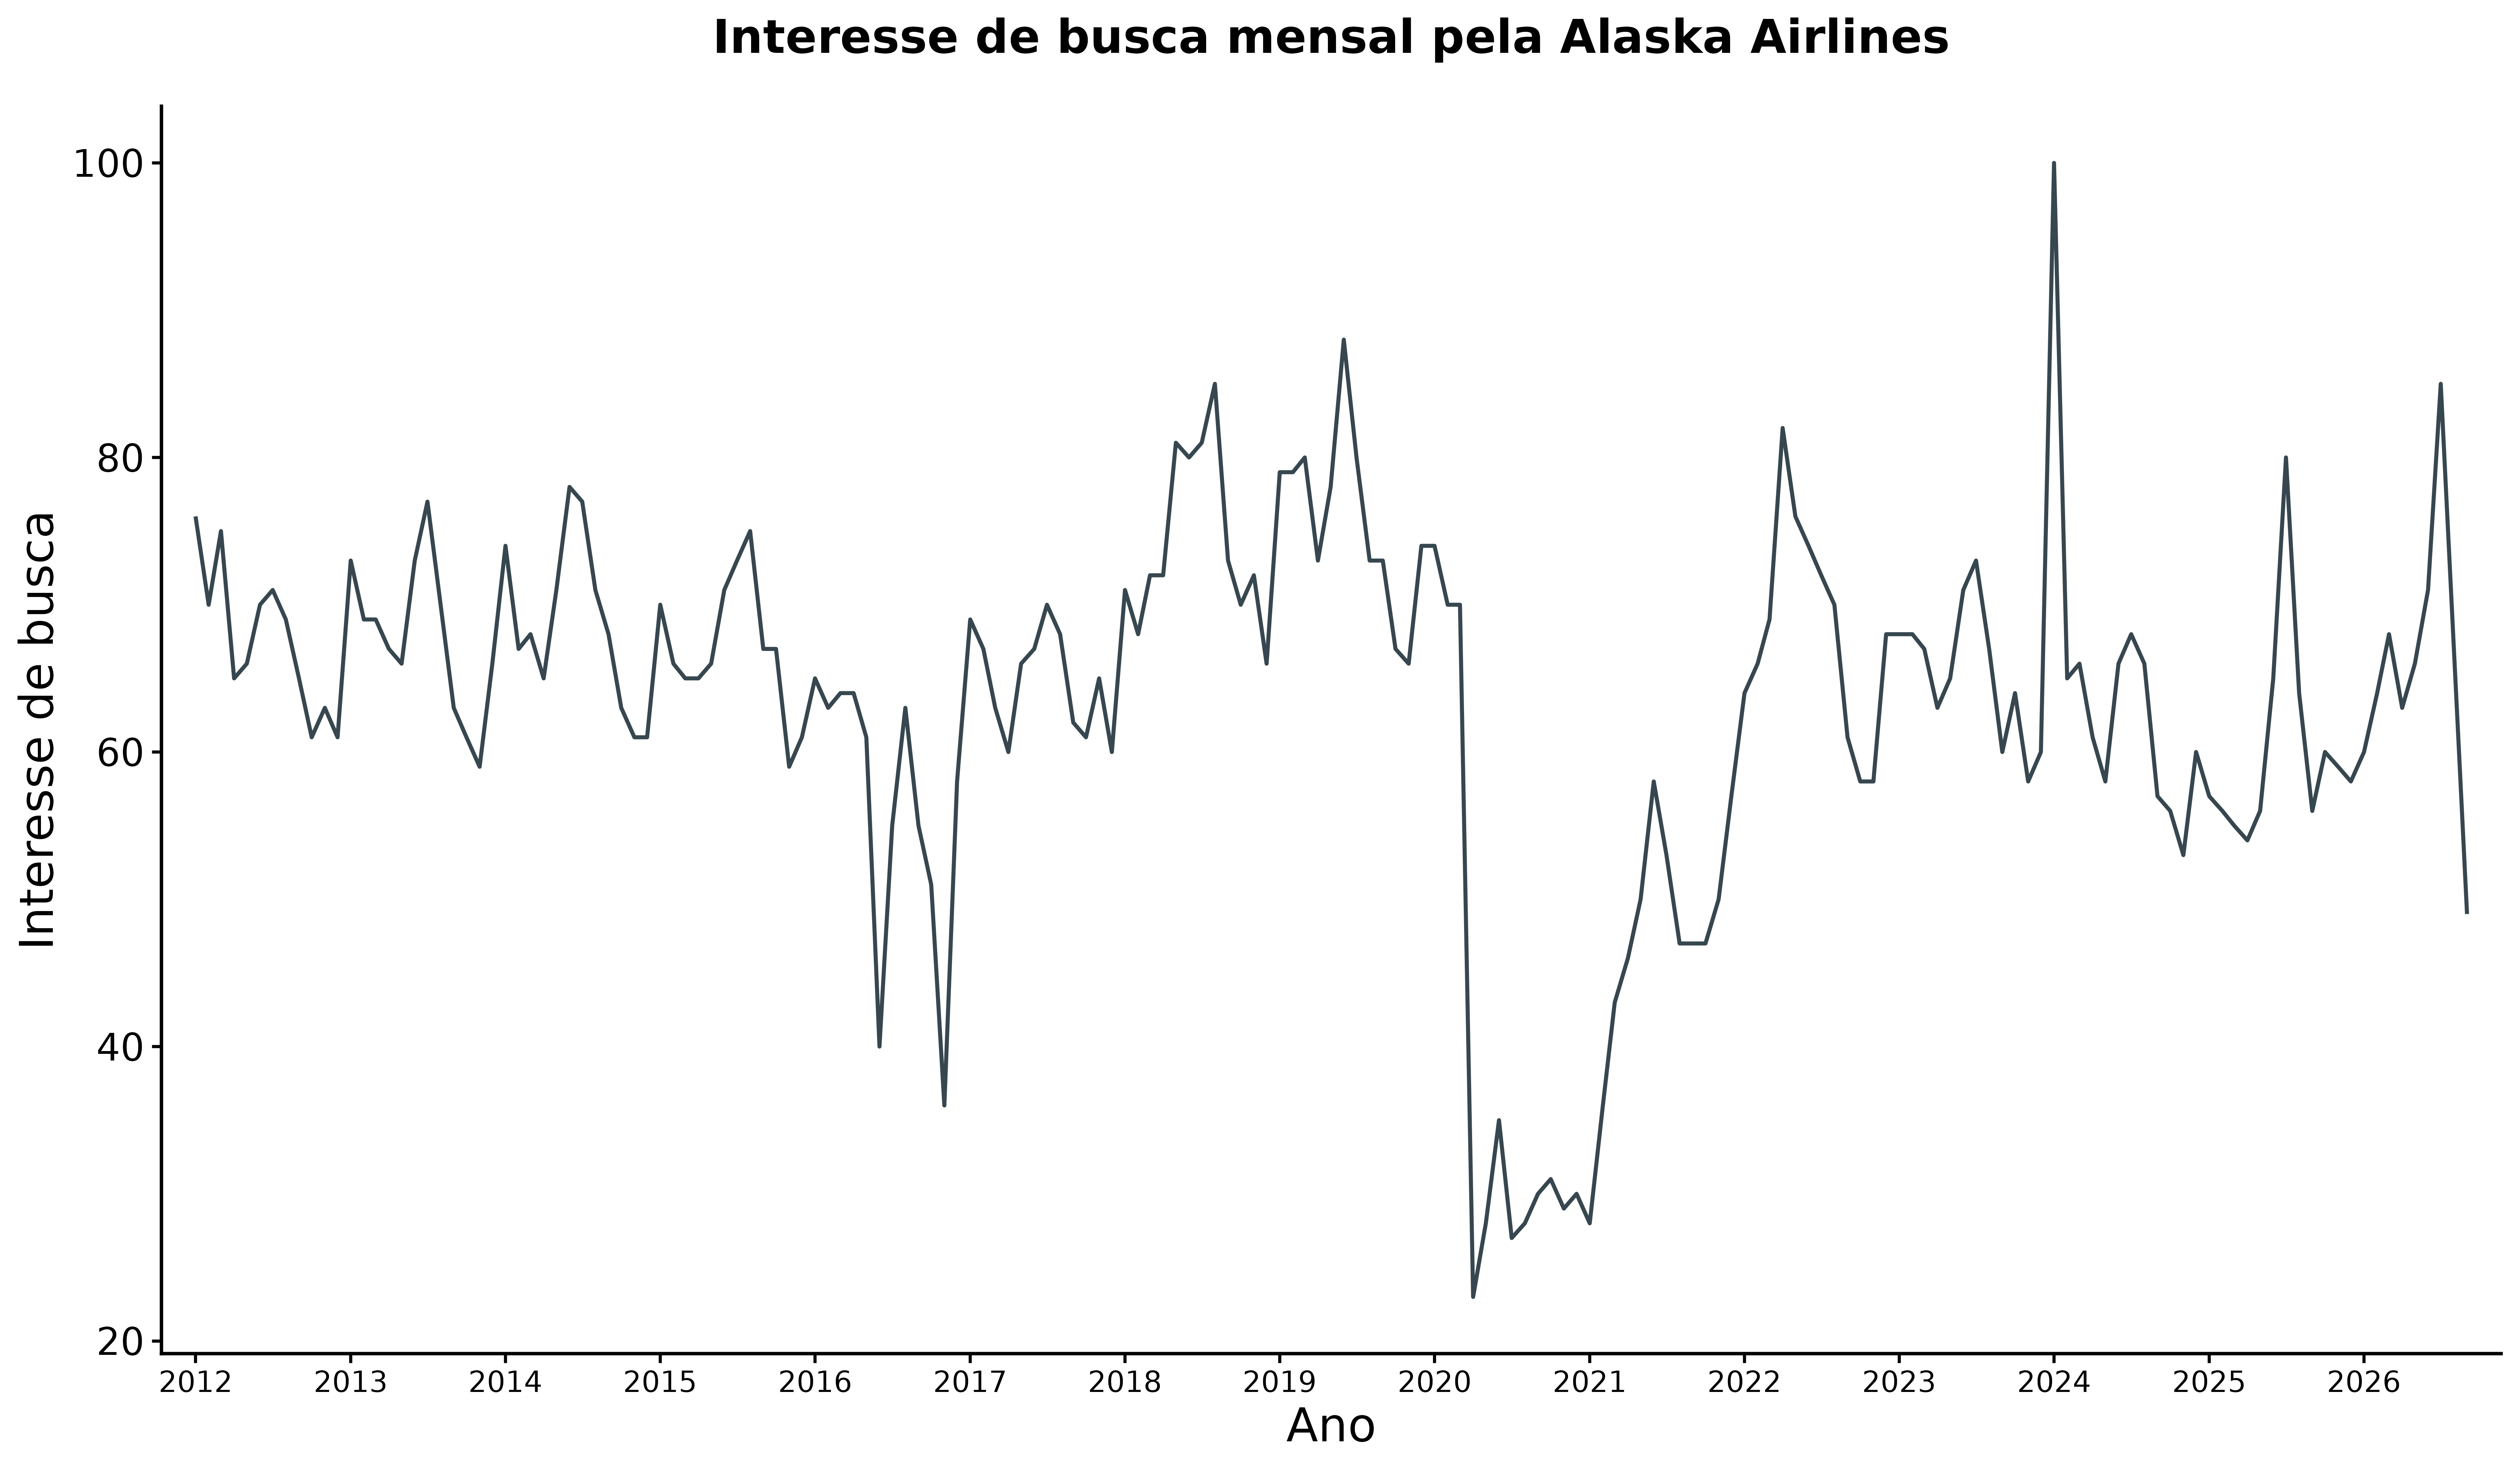 Interesse de busca mensal pela Alaska Airlines
Interesse de busca
100
80
60
40
20
2012 2013 2014 2015 2016 2017 2018 2019 2020 2021 2022 2023 2024 2025 2026
Ano